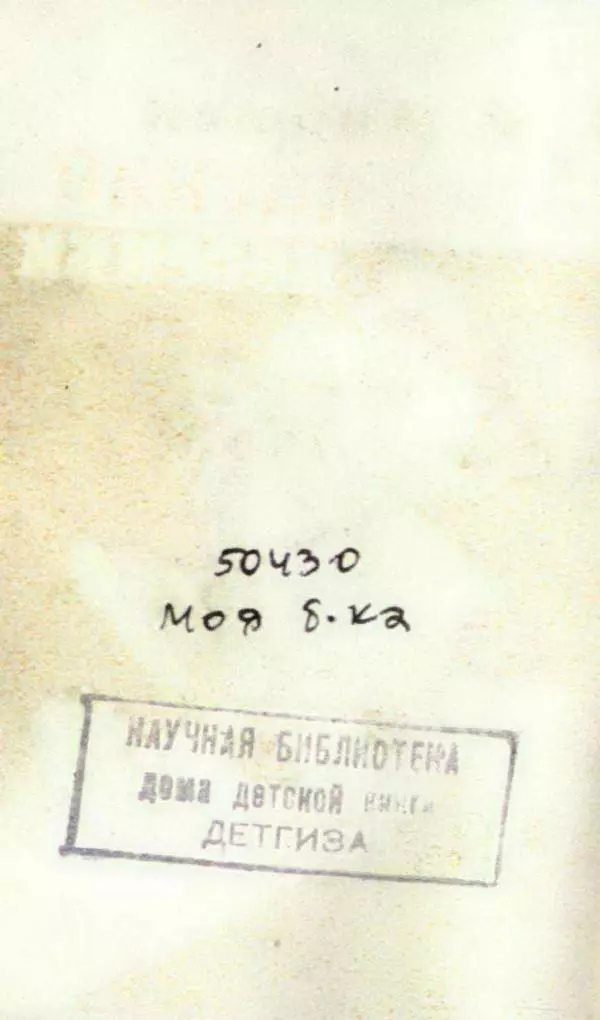 50430
Моя б-ка
НАУЧНАЯ БИБЛИОТЕКА
дома детской книги
ДЕТГИЗА